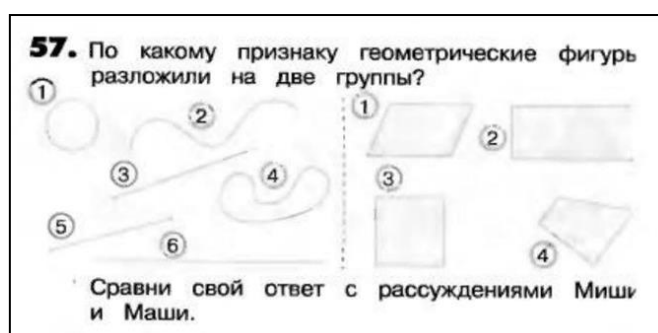 57. По какому признаку геометрические фигуры
разложили на две группы?
1 2 3 4 5 6
1 2 3 4
Сравни свой ответ с рассуждениями Миши
и Маши.